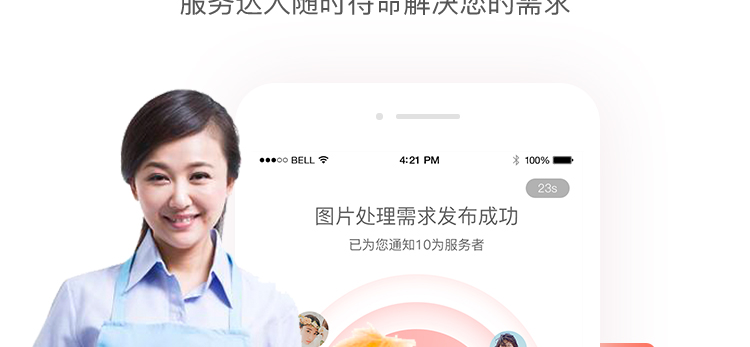 服务达人随时待命解决您的需求
●●●○○ BELL 4:21 PM 100%
23s
图片处理需求发布成功
已为您通知10为服务者